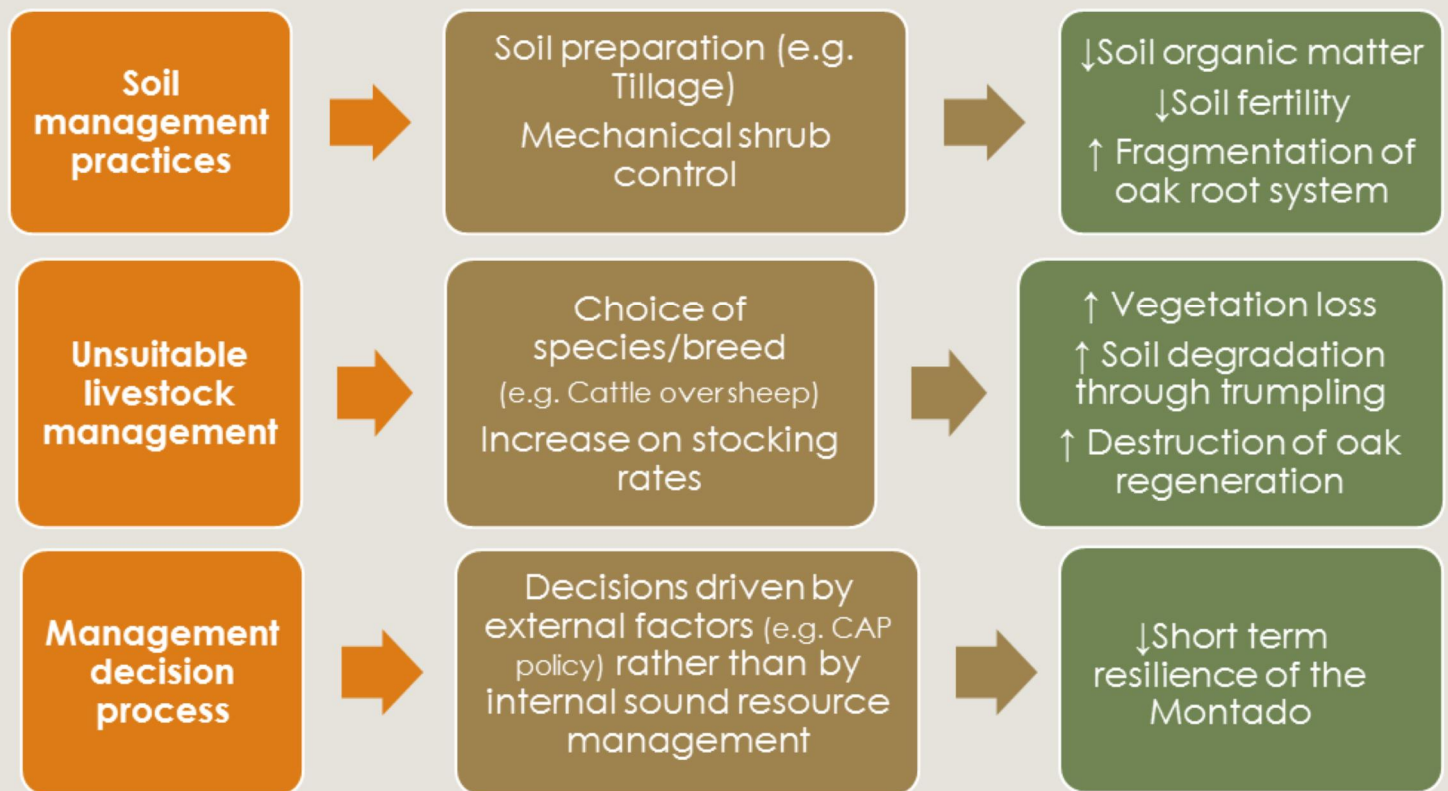 Soil
management
practices
Soil preparation (e.g.
Tillage)
Mechanical shrub
control
↓Soil organic matter
↓Soil fertility
↑ Fragmentation of
oak root system
Unsuitable
livestock
management
Choice of
species/breed
(e.g. Cattle over sheep)
Increase on stocking
rates
↑ Vegetation loss
↑ Soil degradation
through trumpling
↑ Destruction of oak
regeneration
Management
decision
process
Decisions driven by
external factors (e.g. CAP
policy) rather than by
internal sound resource
management
↓Short term
resilience of the
Montado